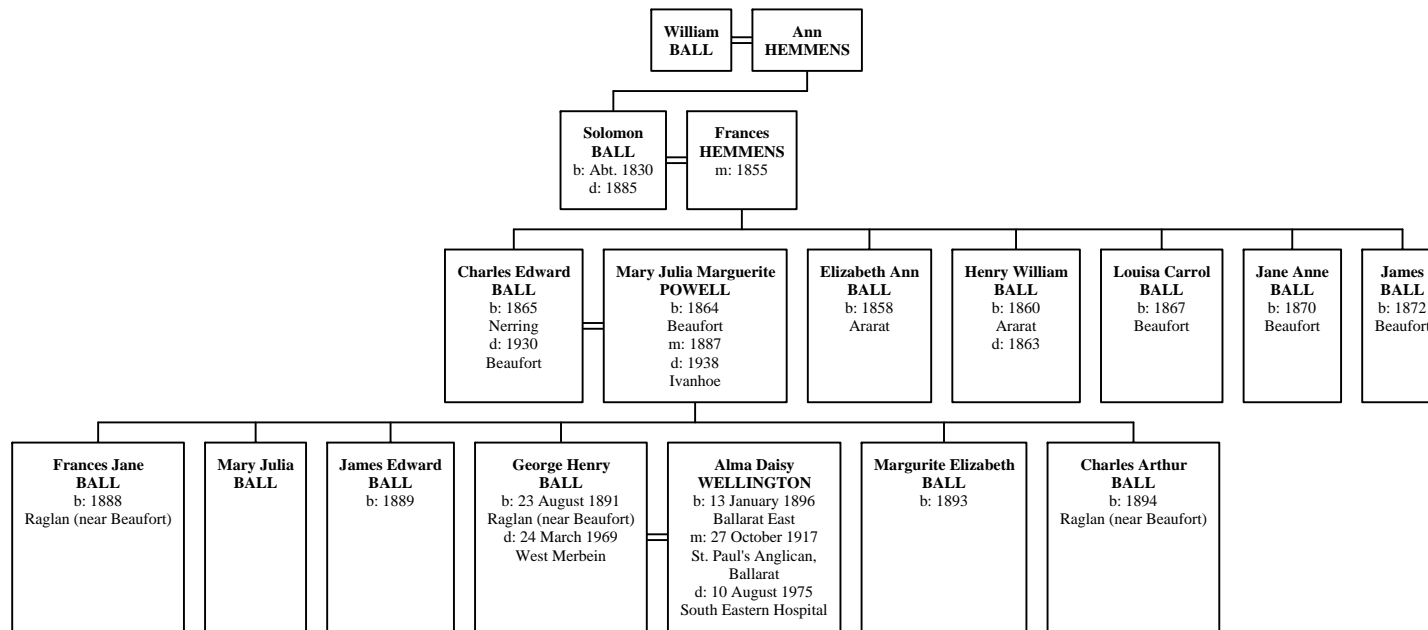 William
BALL
Ann
HEMMENS
Solomon
BALL
b: Abt. 1830
d: 1885
Frances
HEMMENS
m: 1855
Charles Edward
BALL
b: 1865
Nerring
d: 1930
Beaufort
Mary Julia Marguerite
POWELL
b: 1864
Beaufort
m: 1887
d: 1938
Ivanhoe
Elizabeth Ann
BALL
b: 1858
Ararat
Henry William
BALL
b: 1860
Ararat
d: 1863
Louisa Carrol
BALL
b: 1867
Beaufort
Jane Anne
BALL
b: 1870
Beaufort
James
BALL
b: 1872
Beaufort
Frances Jane
BALL
b: 1888
Raglan (near Beaufort)
Mary Julia
BALL
James Edward
BALL
b: 1889
George Henry
BALL
b: 23 August 1891
Raglan (near Beaufort)
d: 24 March 1969
West Merbein
Alma Daisy
WELLINGTON
b: 13 January 1896
Ballarat East
m: 27 October 1917
St. Paul's Anglican,
Ballarat
d: 10 August 1975
South Eastern Hospital
Margurite Elizabeth
BALL
b: 1893
Charles Arthur
BALL
b: 1894
Raglan (near Beaufort)